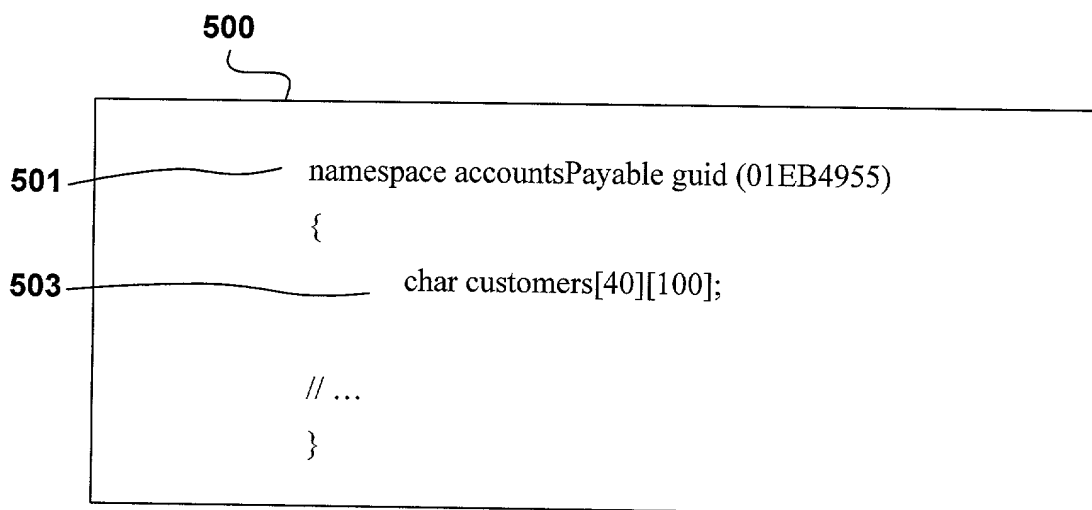 500
501 namespace accountsPayable guid (01EB4955)
{
503 char customers[40][100];
// …
}